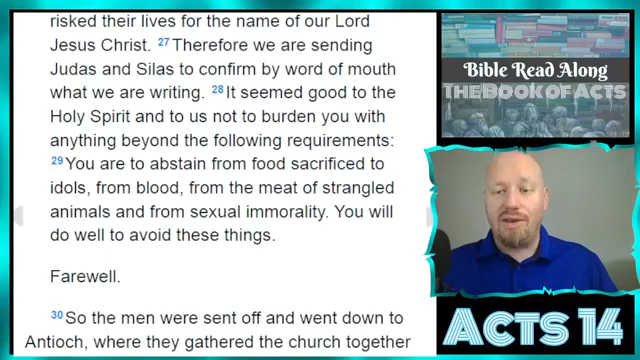 risked their lives for the name of our Lord
Jesus Christ. 27 Therefore we are sending
Judas and Silas to confirm by word of mouth
what we are writing. 28 It seemed good to the
Holy Spirit and to us not to burden you with
anything beyond the following requirements:
29 You are to abstain from food sacrificed to
idols, from blood, from the meat of strangled
animals and from sexual immorality. You will
do well to avoid these things.
Farewell.
30 So the men were sent off and went down to
Antioch, where they gathered the church together
Bible Read Along
THE BOOK OF ACTS
ACTS 14